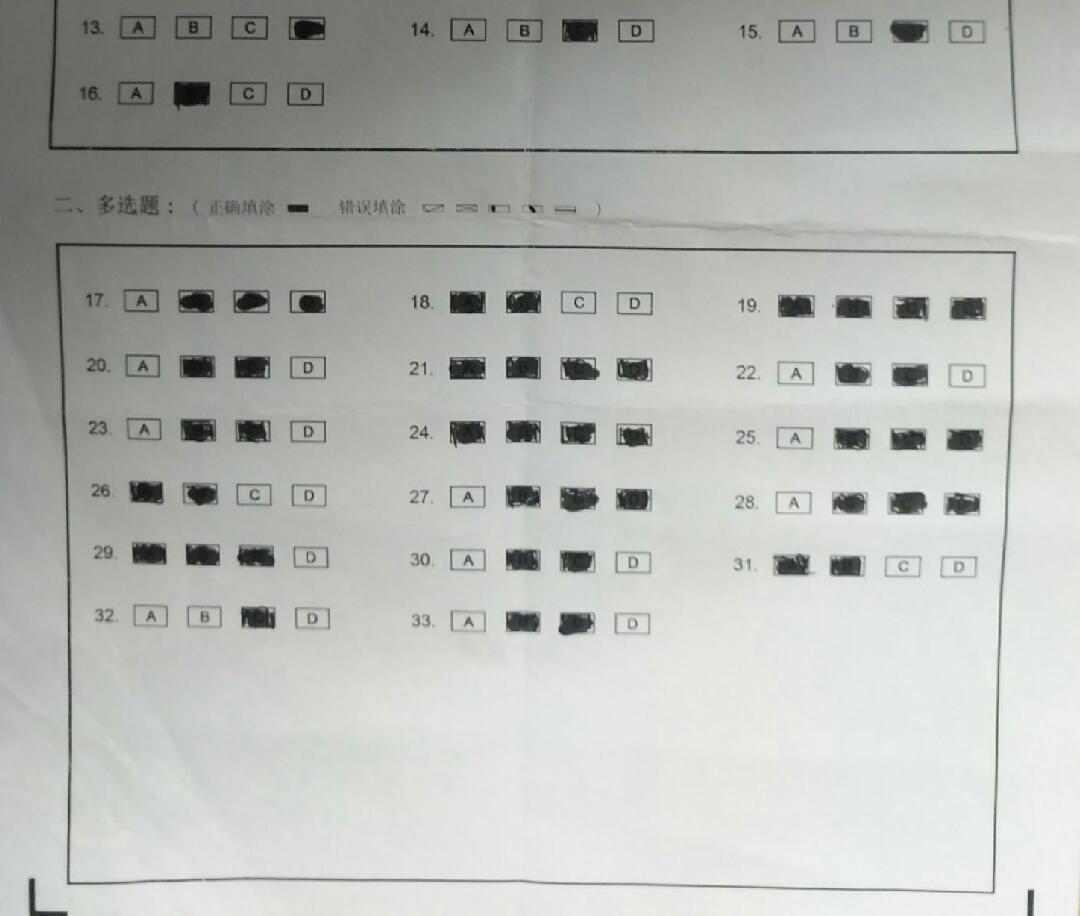 13. A B C 14. A B D 15. A B D
16. A C D
二、多选题：（ 正确填涂 错误填涂 ）
17. A 18. C D 19.
20. A D 21. 22. A D
23. A D 24. 25. A
26. C D 27. A 28. A
29. D 30. A D 31. C D
32. A B D 33. A D